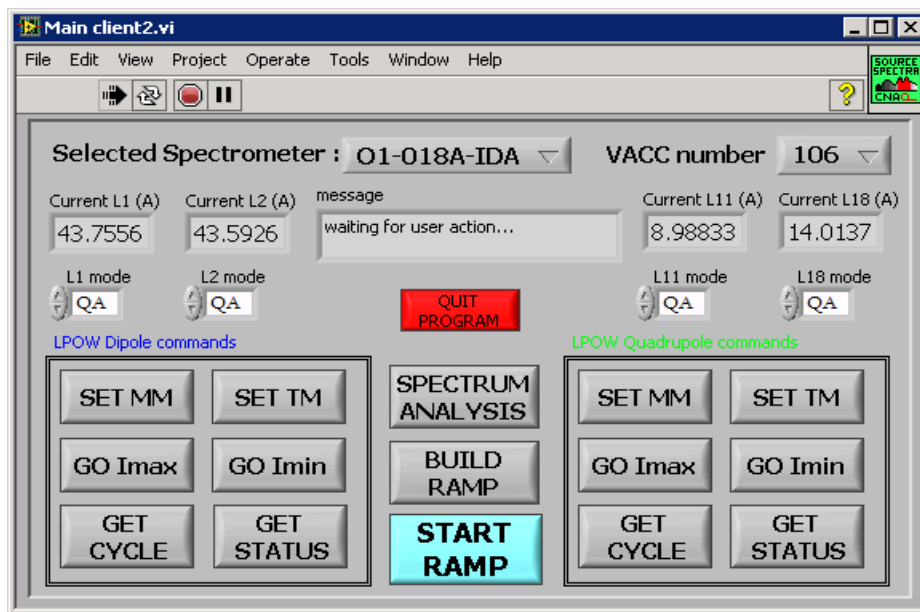 Main client2.vi
File Edit View Project Operate Tools Window Help
SOURCE
SPECTRA
CNAO
Selected Spectrometer : O1-018A-IDA VACC number 106
Current L1 (A) Current L2 (A) message Current L11 (A) Current L18 (A)
43.7556 43.5926 waiting for user action... 8.98833 14.0137
L1 mode L2 mode L11 mode L18 mode
QA QA QA QA
QUIT
PROGRAM
LPOW Dipole commands LPOW Quadrupole commands
SET MM SET TM
GO Imax GO Imin
GET
CYCLE
GET
STATUS
SPECTRUM
ANALYSIS
BUILD
RAMP
START
RAMP
SET MM SET TM
GO Imax GO Imin
GET
CYCLE
GET
STATUS